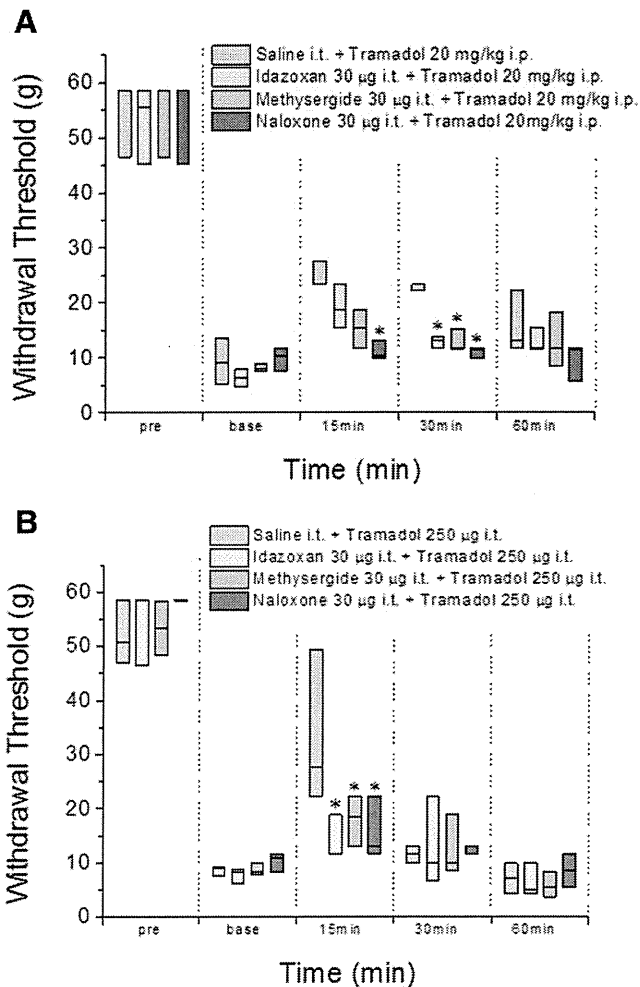 A
Saline i.t. + Tramadol 20 mg/kg i.p.
Idazoxan 30 µg i.t. + Tramadol 20 mg/kg i.p.
Methysergide 30 µg i.t. + Tramadol 20 mg/kg i.p.
Naloxone 30 µg i.t. + Tramadol 20mg/kg i.p.
Withdrawal Threshold (g)
60
50
40
30
20
10
0
*
* * *
pre base 15min 30min 60min
Time (min)
B
Saline i.t. + Tramadol 250 µg i.t.
Idazoxan 30 µg i.t. + Tramadol 250 µg i.t.
Methysergide 30 µg i.t. + Tramadol 250 µg i.t.
Naloxone 30 µg i.t. + Tramadol 250 µg i.t.
Withdrawal Threshold (g)
60
50
40
30
20
10
0
* * *
pre base 15min 30min 60min
Time (min)